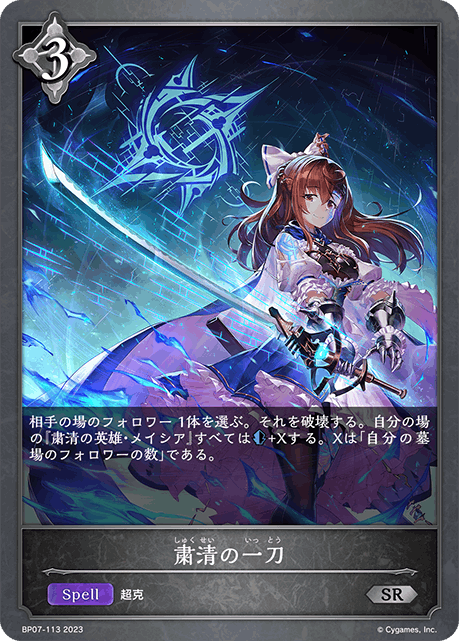 3
相手の場のフォロワー1体を選ぶ。それを破壊する。自分の場
の『粛清の英雄・メイシア』すべては+Xする。Xは「自分の墓
場のフォロワーの数」である。
しゅくせい いっとう
粛清の一刀
Spell 超克 SR
BP07-113 2023 © Cygames, Inc.